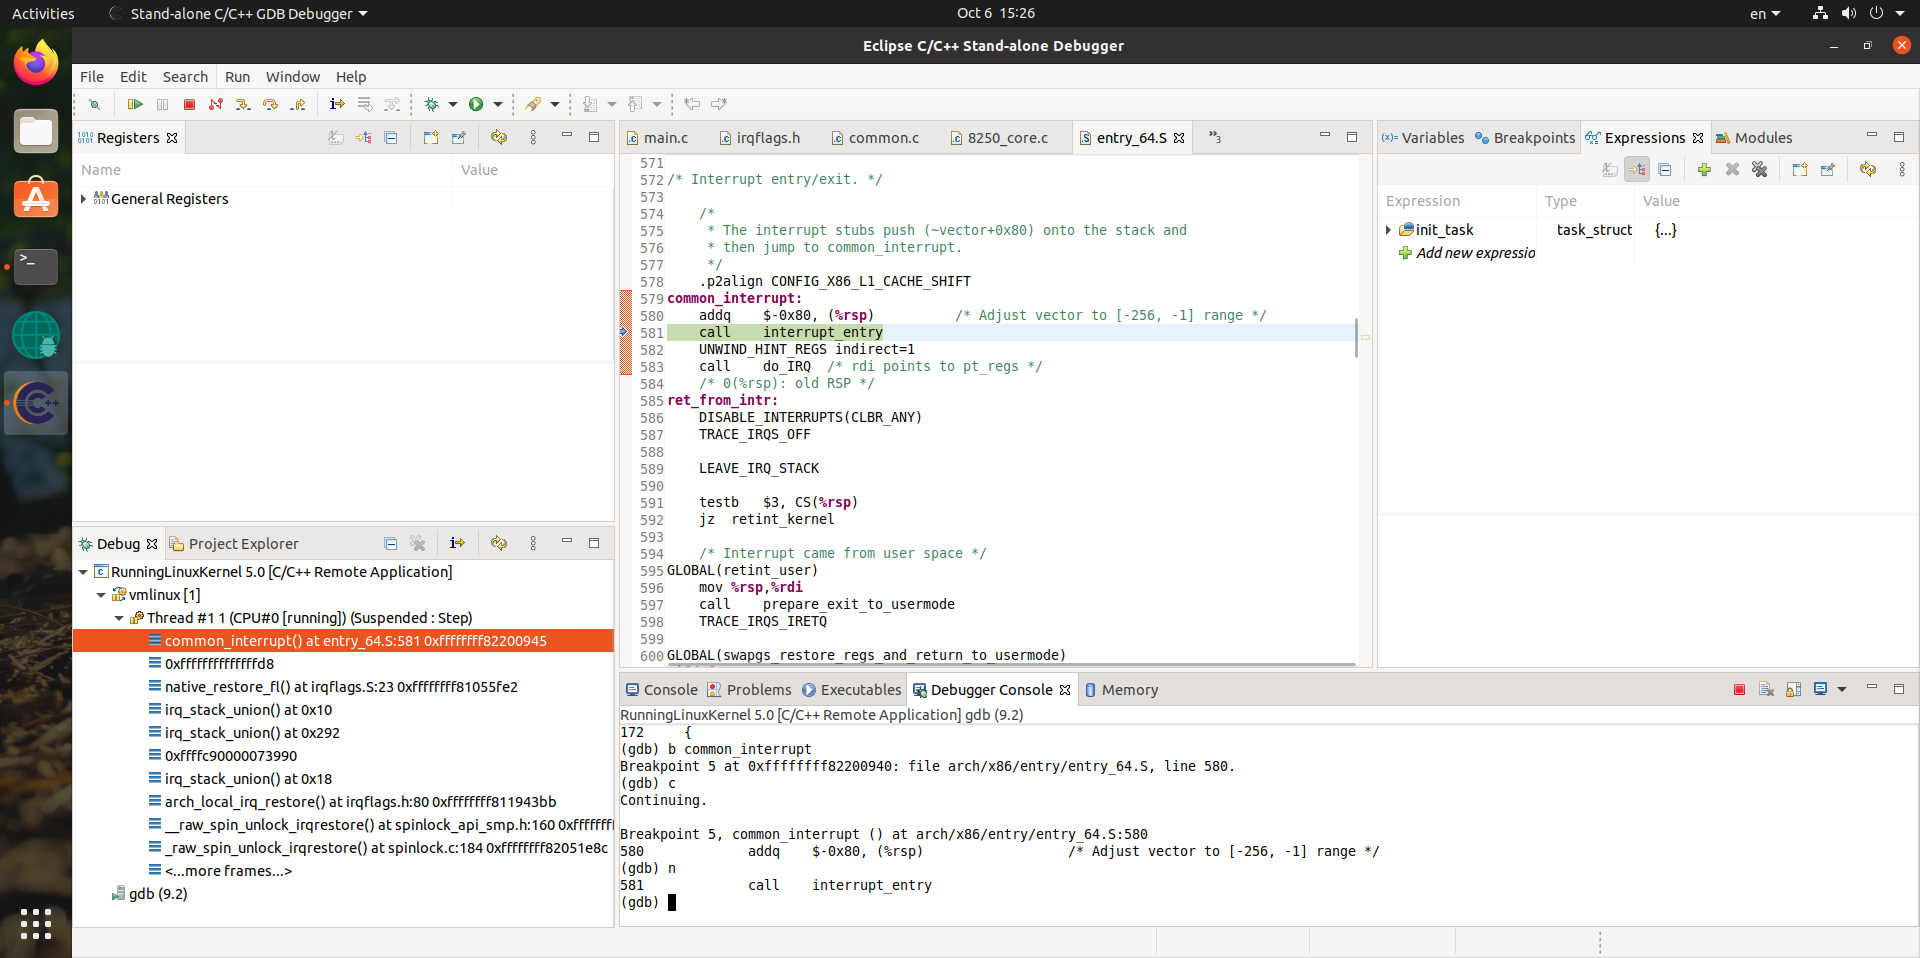 Activities
Stand-alone C/C++ GDB Debugger
Oct 6 15:26
en
Eclipse C/C++ Stand-alone Debugger
File Edit Search Run Window Help
Registers
Name Value
General Registers
Debug Project Explorer
RunningLinuxKernel 5.0 [C/C++ Remote Application]
vmlinux [1]
Thread #1 1 (CPU#0 [running]) (Suspended : Step)
common_interrupt() at entry_64.S:581 0xffffffff82200945
0xffffffffffffffd8
native_restore_fl() at irqflags.S:23 0xffffffff81055fe2
irq_stack_union() at 0x10
irq_stack_union() at 0x292
0xffffc90000073990
irq_stack_union() at 0x18
arch_local_irq_restore() at irqflags.h:80 0xffffffff811943bb
__raw_spin_unlock_irqrestore() at spinlock_api_smp.h:160 0xfffffff
_raw_spin_unlock_irqrestore() at spinlock.c:184 0xffffffff82051e8c
<...more frames...>
gdb (9.2)
main.c irqflags.h common.c 8250_core.c entry_64.S »3
571
572 /* Interrupt entry/exit. */
573
574 /*
575 * The interrupt stubs push (~vector+0x80) onto the stack and
576 * then jump to common_interrupt.
577 */
578 .p2align CONFIG_X86_L1_CACHE_SHIFT
579 common_interrupt:
580 addq $-0x80, (%rsp) /* Adjust vector to [-256, -1] range */
581 call interrupt_entry
582 UNWIND_HINT_REGS indirect=1
583 call do_IRQ /* rdi points to pt_regs */
584 /* 0(%rsp): old RSP */
585 ret_from_intr:
586 DISABLE_INTERRUPTS(CLBR_ANY)
587 TRACE_IRQS_OFF
588
589 LEAVE_IRQ_STACK
590
591 testb $3, CS(%rsp)
592 jz retint_kernel
593
594 /* Interrupt came from user space */
595 GLOBAL(retint_user)
596 mov %rsp,%rdi
597 call prepare_exit_to_usermode
598 TRACE_IRQS_IRETQ
599
600 GLOBAL(swapgs_restore_regs_and_return_to_usermode)
Variables Breakpoints Expressions Modules
Expression Type Value
init_task task_struct {...}
Add new expressio
Console Problems Executables Debugger Console Memory
RunningLinuxKernel 5.0 [C/C++ Remote Application] gdb (9.2)
172 {
(gdb) b common_interrupt
Breakpoint 5 at 0xffffffff82200940: file arch/x86/entry/entry_64.S, line 580.
(gdb) c
Continuing.
Breakpoint 5, common_interrupt () at arch/x86/entry/entry_64.S:580
580 addq $-0x80, (%rsp) /* Adjust vector to [-256, -1] range */
(gdb) n
581 call interrupt_entry
(gdb)